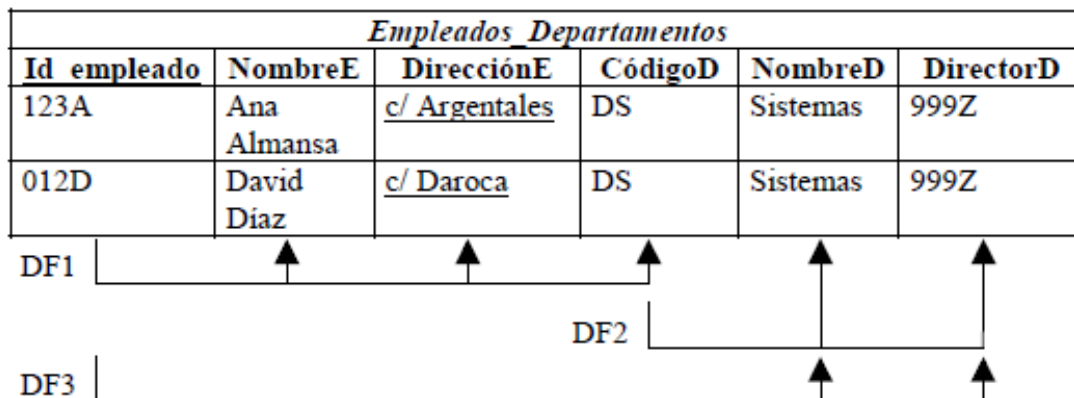 Empleados_Departamentos
Id_empleado NombreE DirecciónE CódigoD NombreD DirectorD
123A Ana Almansa c/ Argentales DS Sistemas 999Z
012D David Díaz c/ Daroca DS Sistemas 999Z
DF1
DF2
DF3